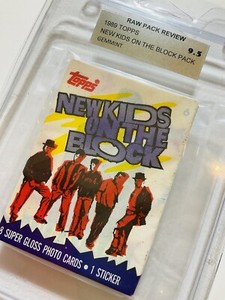 RAW PACK REVIEW
1989 TOPPS
NEW KIDS ON THE BLOCK PACK
GEMMINT
9.5
TOPPS
NEW KIDS
ON THE
BLOCK
8 SUPER GLOSS PHOTO CARDS • 1 STICKER